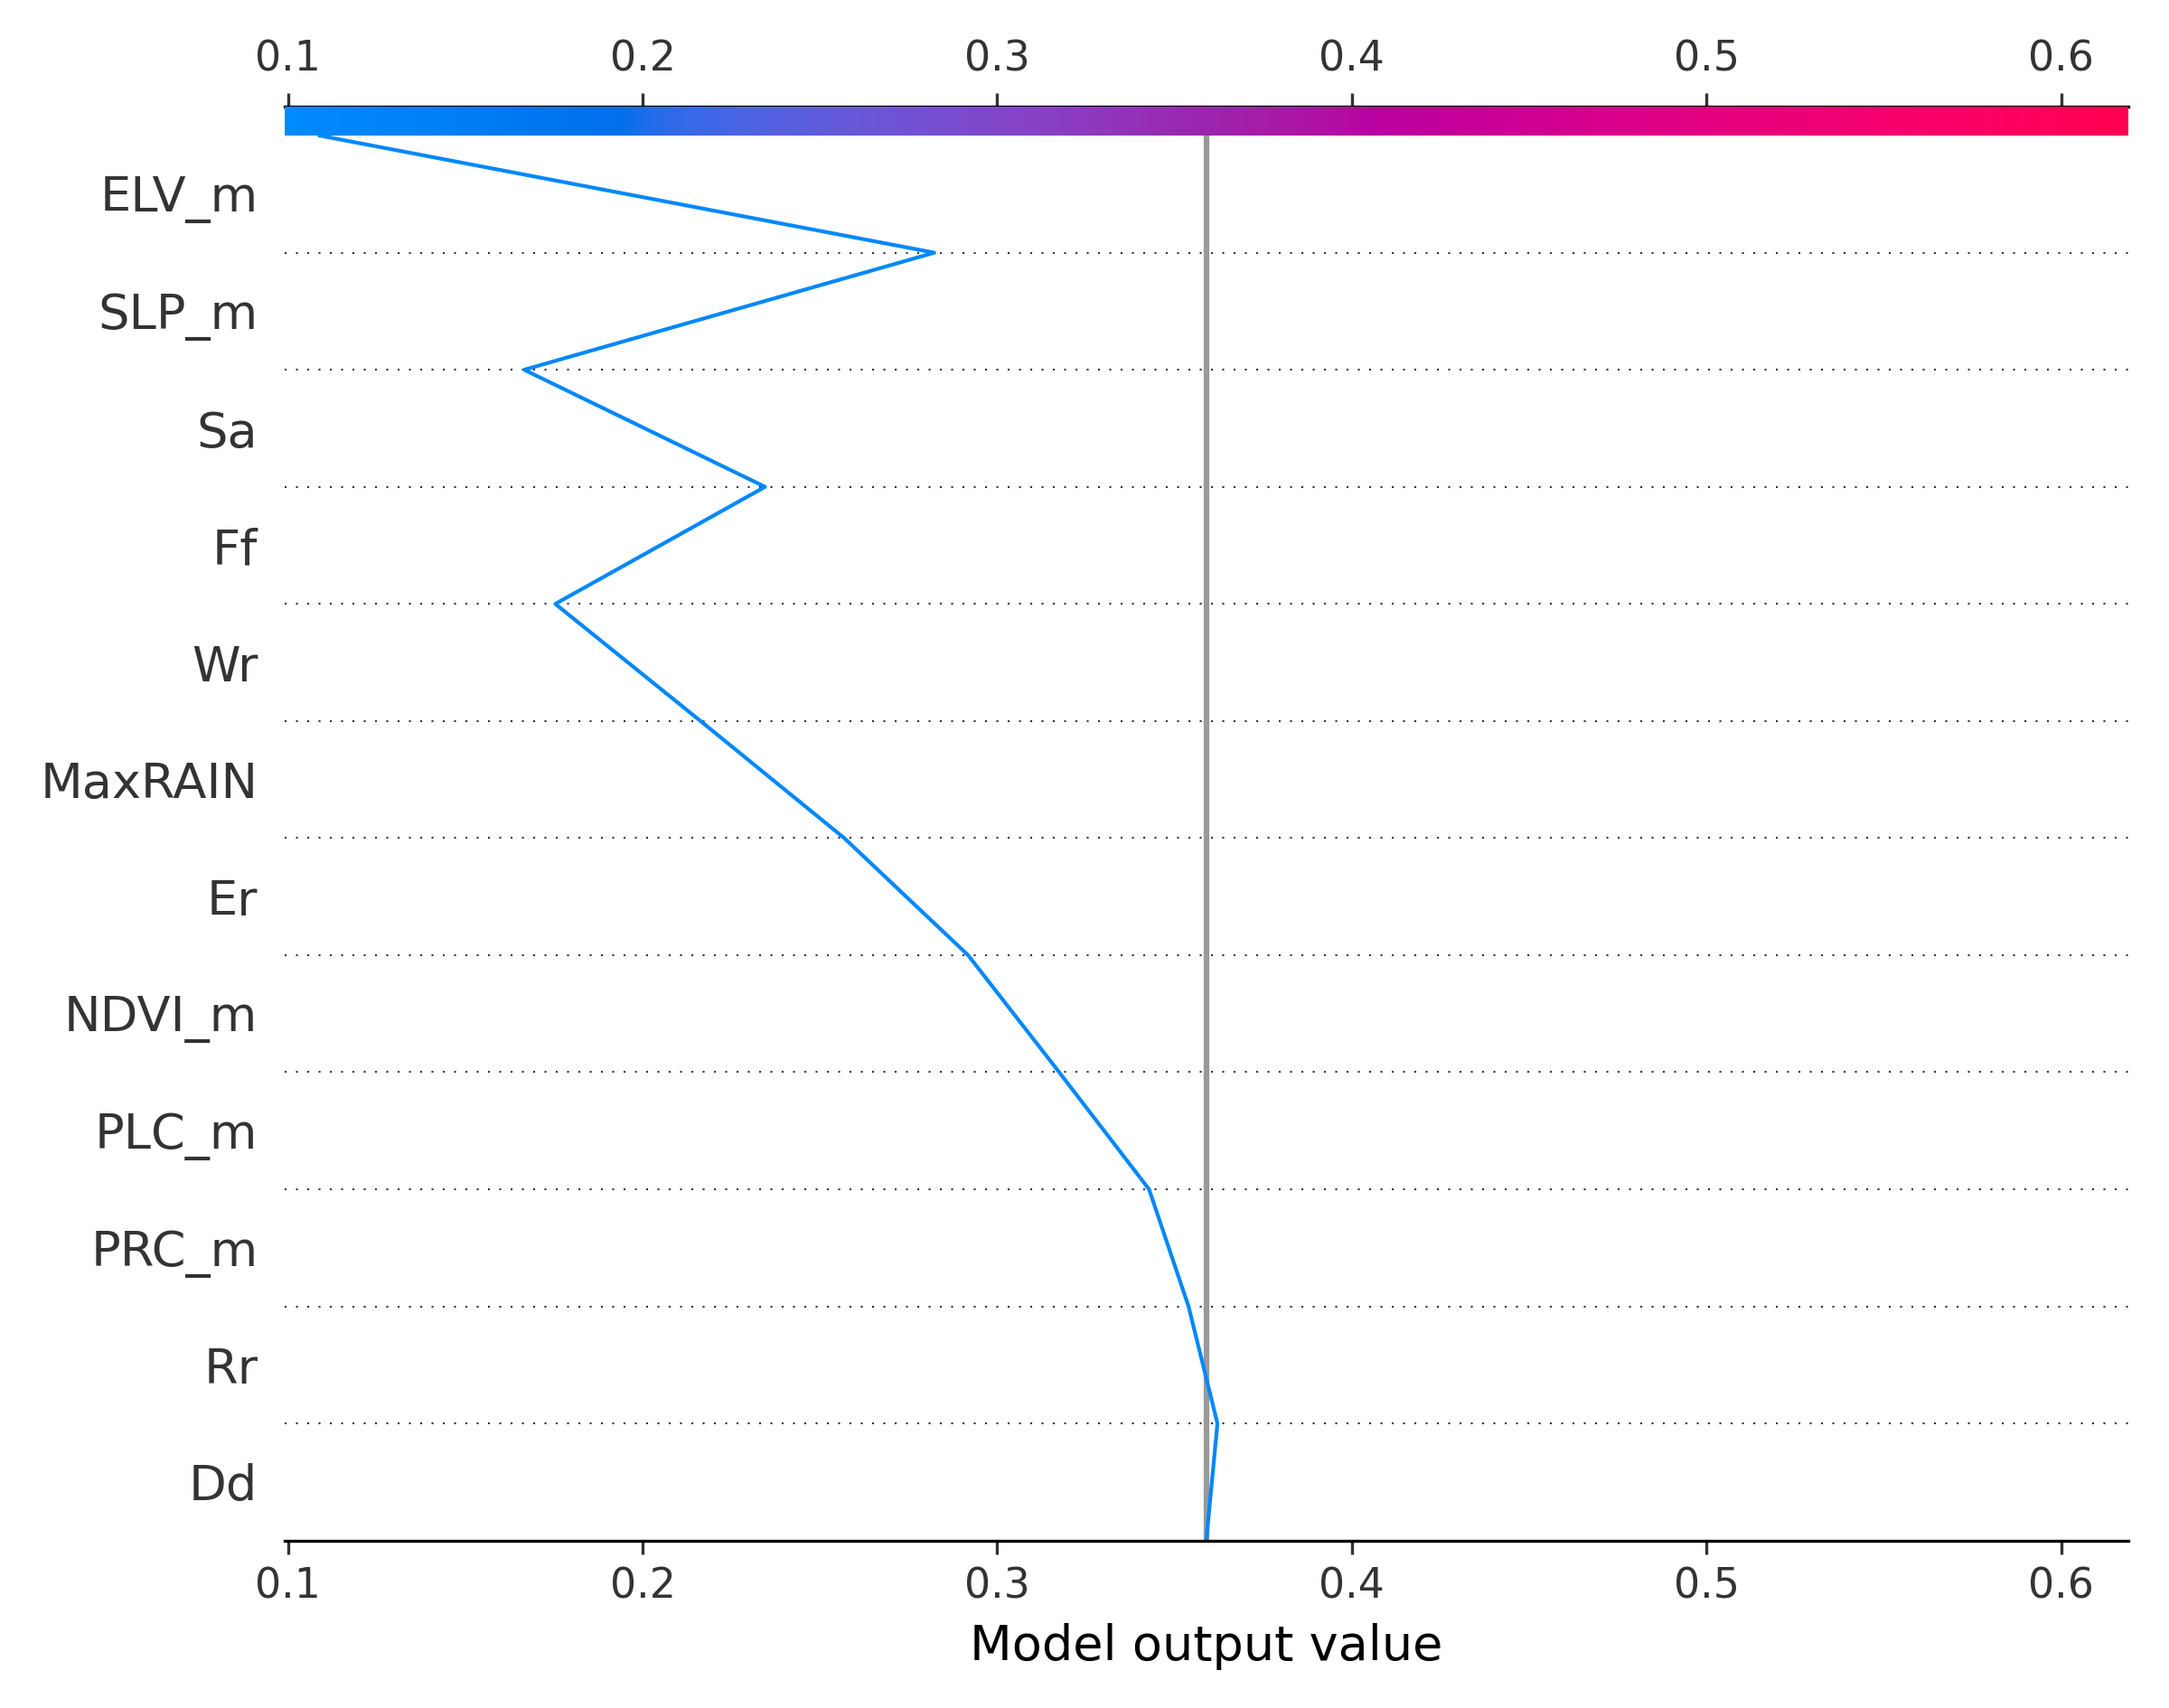 0.1 0.2 0.3 0.4 0.5 0.6
ELV_m
SLP_m
Sa
Ff
Wr
MaxRAIN
Er
NDVI_m
PLC_m
PRC_m
Rr
Dd
0.1 0.2 0.3 0.4 0.5 0.6
Model output value